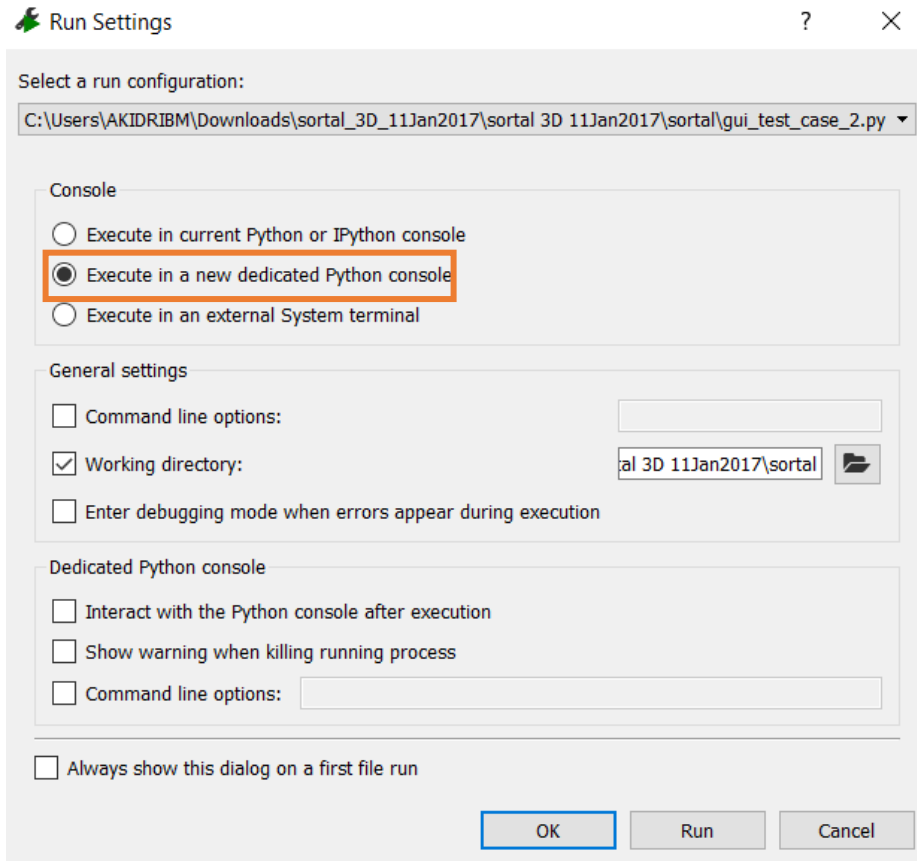 Run Settings
?
Select a run configuration:
C:\Users\AKIDRIBM\Downloads\sortal_3D_11Jan2017\sortal 3D 11Jan2017\sortal\gui_test_case_2.py
Console
Execute in current Python or IPython console
Execute in a new dedicated Python console
Execute in an external System terminal
General settings
Command line options:
Working directory: tal 3D 11Jan2017\sortal
Enter debugging mode when errors appear during execution
Dedicated Python console
Interact with the Python console after execution
Show warning when killing running process
Command line options:
Always show this dialog on a first file run
OK Run Cancel